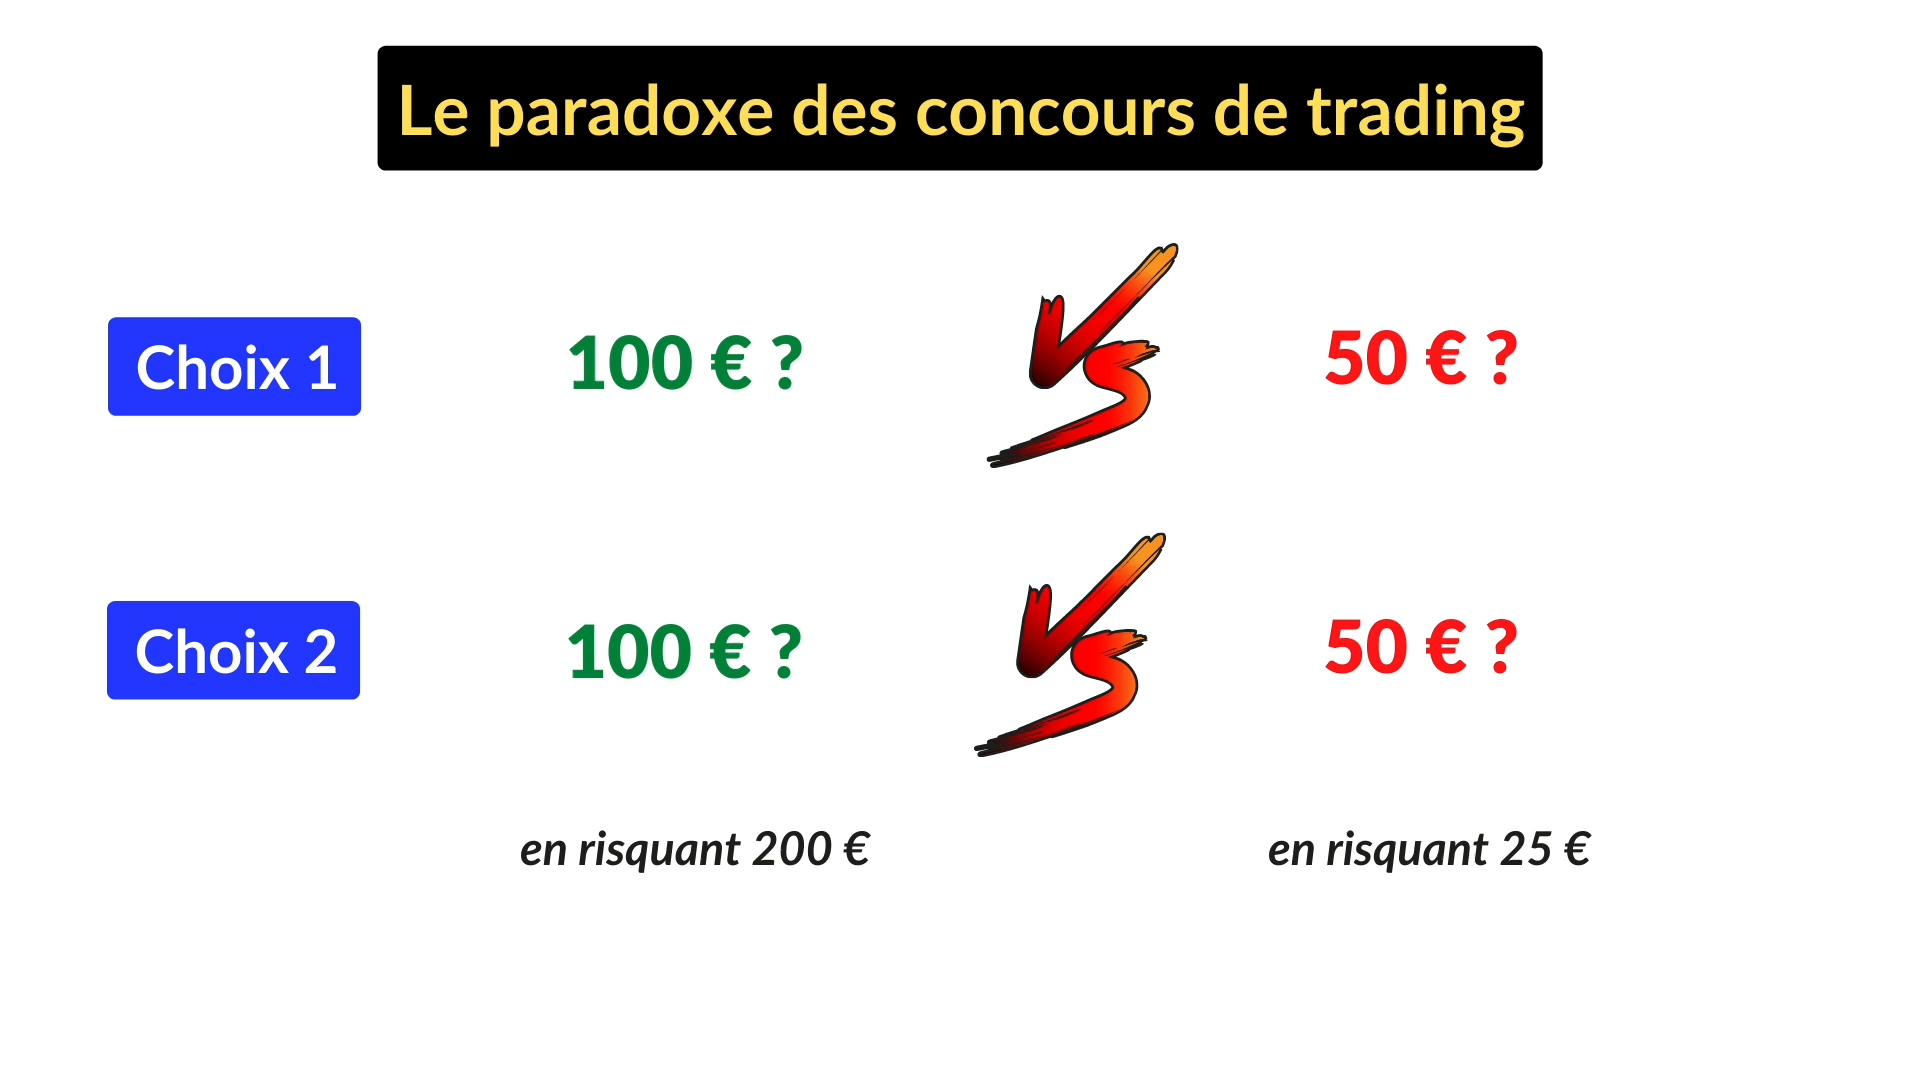 Le paradoxe des concours de trading
Choix 1
100 € ?
VS
50 € ?
Choix 2
100 € ?
VS
50 € ?
en risquant 200 €
en risquant 25 €